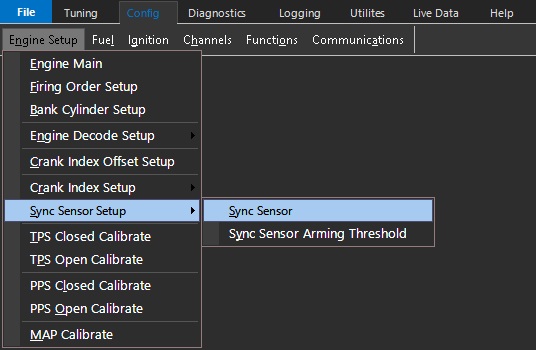 File Tuning Config Diagnostics Logging Utilites Live Data Help
Engine Setup Fuel Ignition Channels Functions Communications
Engine Main
Firing Order Setup
Bank Cylinder Setup
Engine Decode Setup
Crank Index Offset Setup
Crank Index Setup
Sync Sensor Setup Sync Sensor
TPS Closed Calibrate Sync Sensor Arming Threshold
TPS Open Calibrate
PPS Closed Calibrate
PPS Open Calibrate
MAP Calibrate